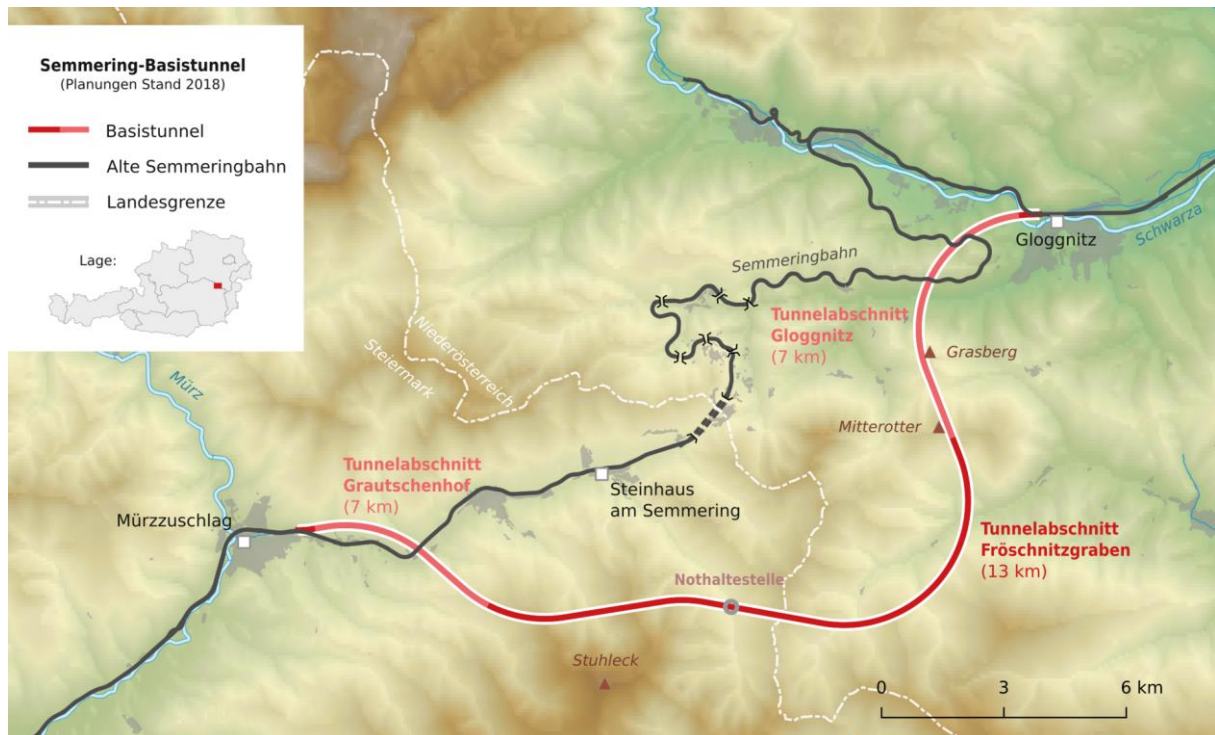 Semmering-Basistunnel
(Planungen Stand 2018)
Basistunnel
Alte Semmeringbahn
Landesgrenze
Lage:
Schwarza
Gloggnitz
Semmeringbahn
Tunnelabschnitt
Gloggnitz
(7 km)
Grasberg
Niederösterreich
Steiermark
Mürz
Mitterotter
Tunnelabschnitt
Grautschenhof
(7 km)
Steinhaus
am Semmering
Mürzzuschlag
Tunnelabschnitt
Fröschnitzgraben
(13 km)
Nothaltestelle
Stuhleck
0 3 6 km